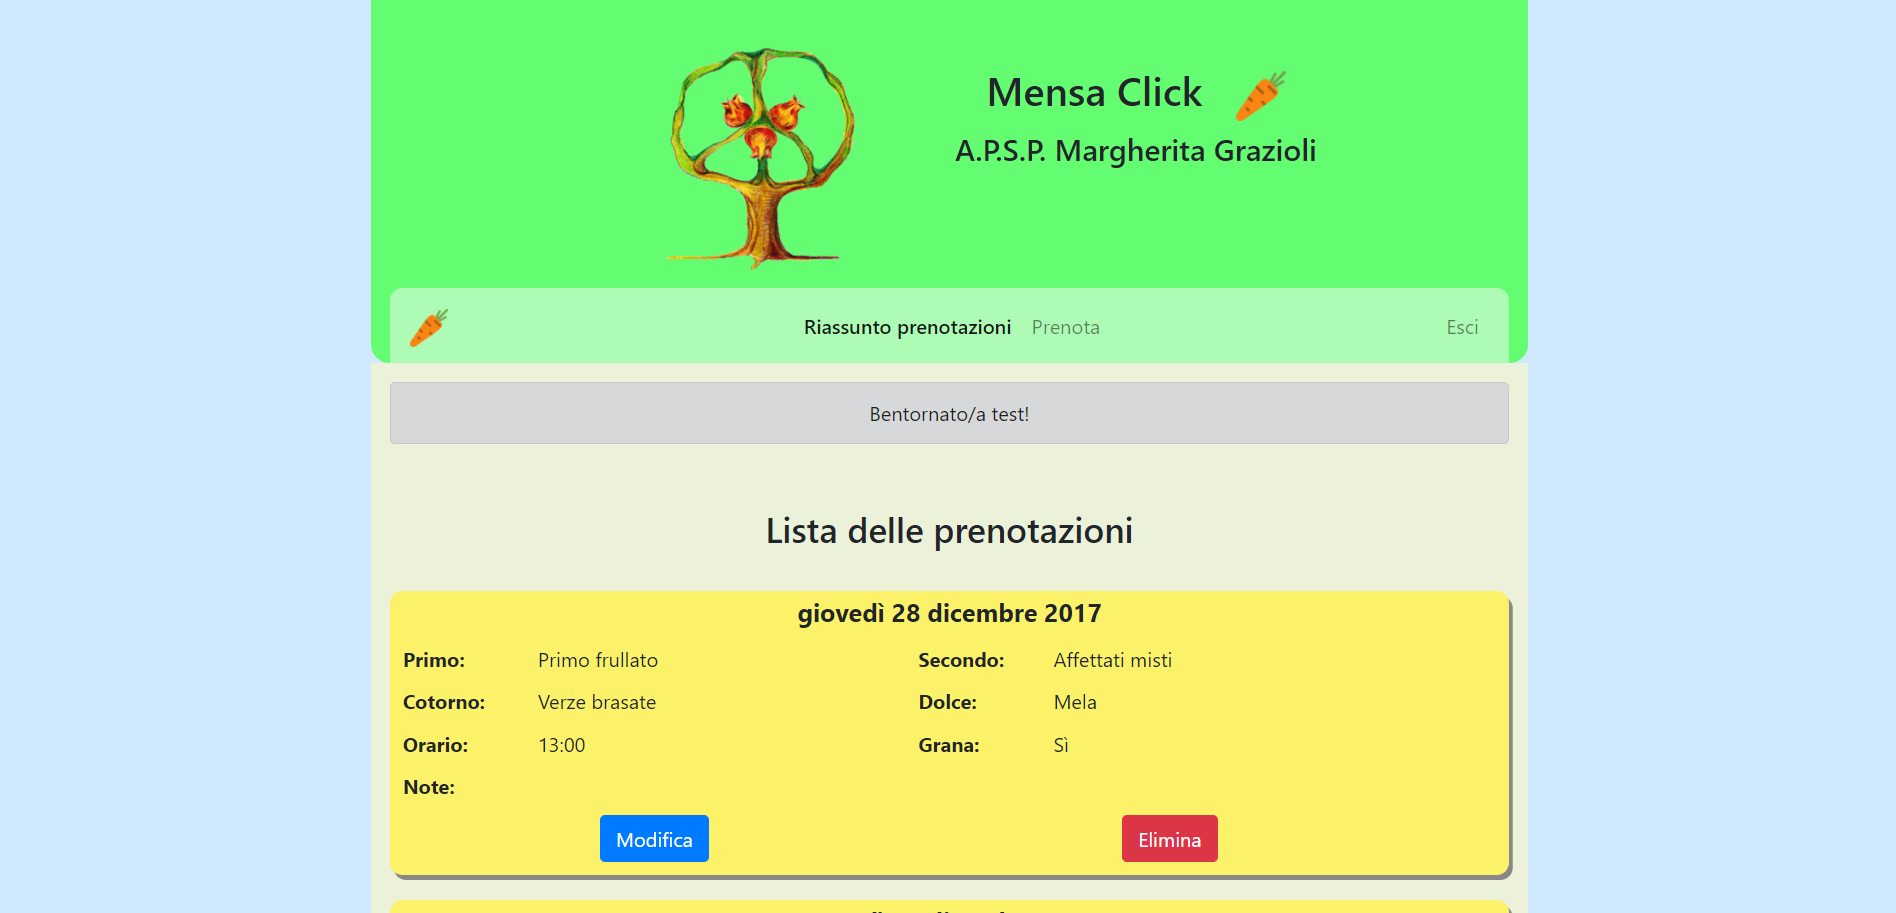 Mensa Click
A.P.S.P. Margherita Grazioli
Riassunto prenotazioni Prenota Esci
Bentornato/a test!
Lista delle prenotazioni
giovedì 28 dicembre 2017
Primo: Primo frullato Secondo: Affettati misti
Cotorno: Verze brasate Dolce: Mela
Orario: 13:00 Grana: Sì
Note:
Modifica Elimina